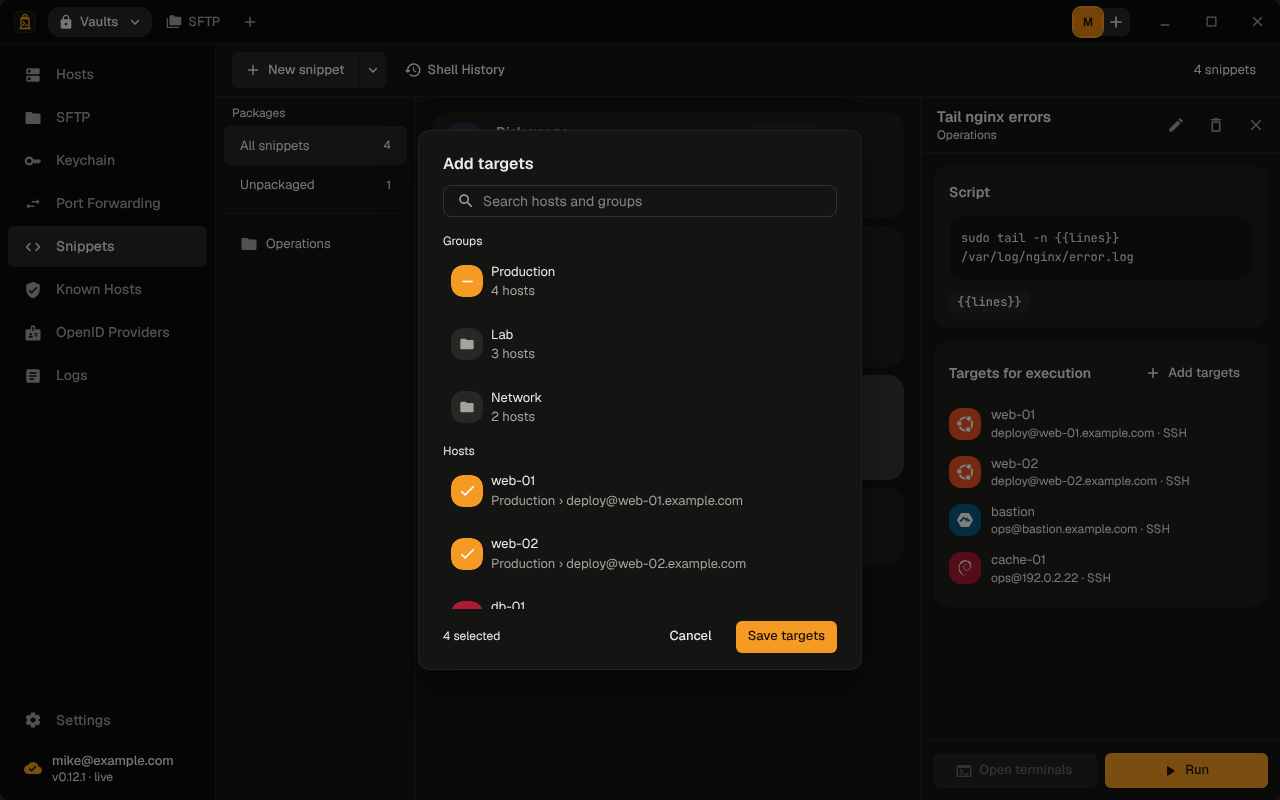 Vaults
SFTP
M
Hosts
SFTP
Keychain
Port Forwarding
Snippets
Known Hosts
OpenID Providers
Logs
Settings
mike@example.com
v0.12.1 · live
New snippet
Shell History
4 snippets
Packages
All snippets 4
Unpackaged 1
Operations
Disk usage
Add targets
Search hosts and groups
Groups
Production
4 hosts
Lab
3 hosts
Network
2 hosts
Hosts
web-01
Production › deploy@web-01.example.com
web-02
Production › deploy@web-02.example.com
db-01
4 selected
Cancel
Save targets
Tail nginx errors
Operations
Script
sudo tail -n {{lines}}
/var/log/nginx/error.log
{{lines}}
Targets for execution
Add targets
web-01
deploy@web-01.example.com · SSH
web-02
deploy@web-02.example.com · SSH
bastion
ops@bastion.example.com · SSH
cache-01
ops@192.0.2.22 · SSH
Open terminals
Run